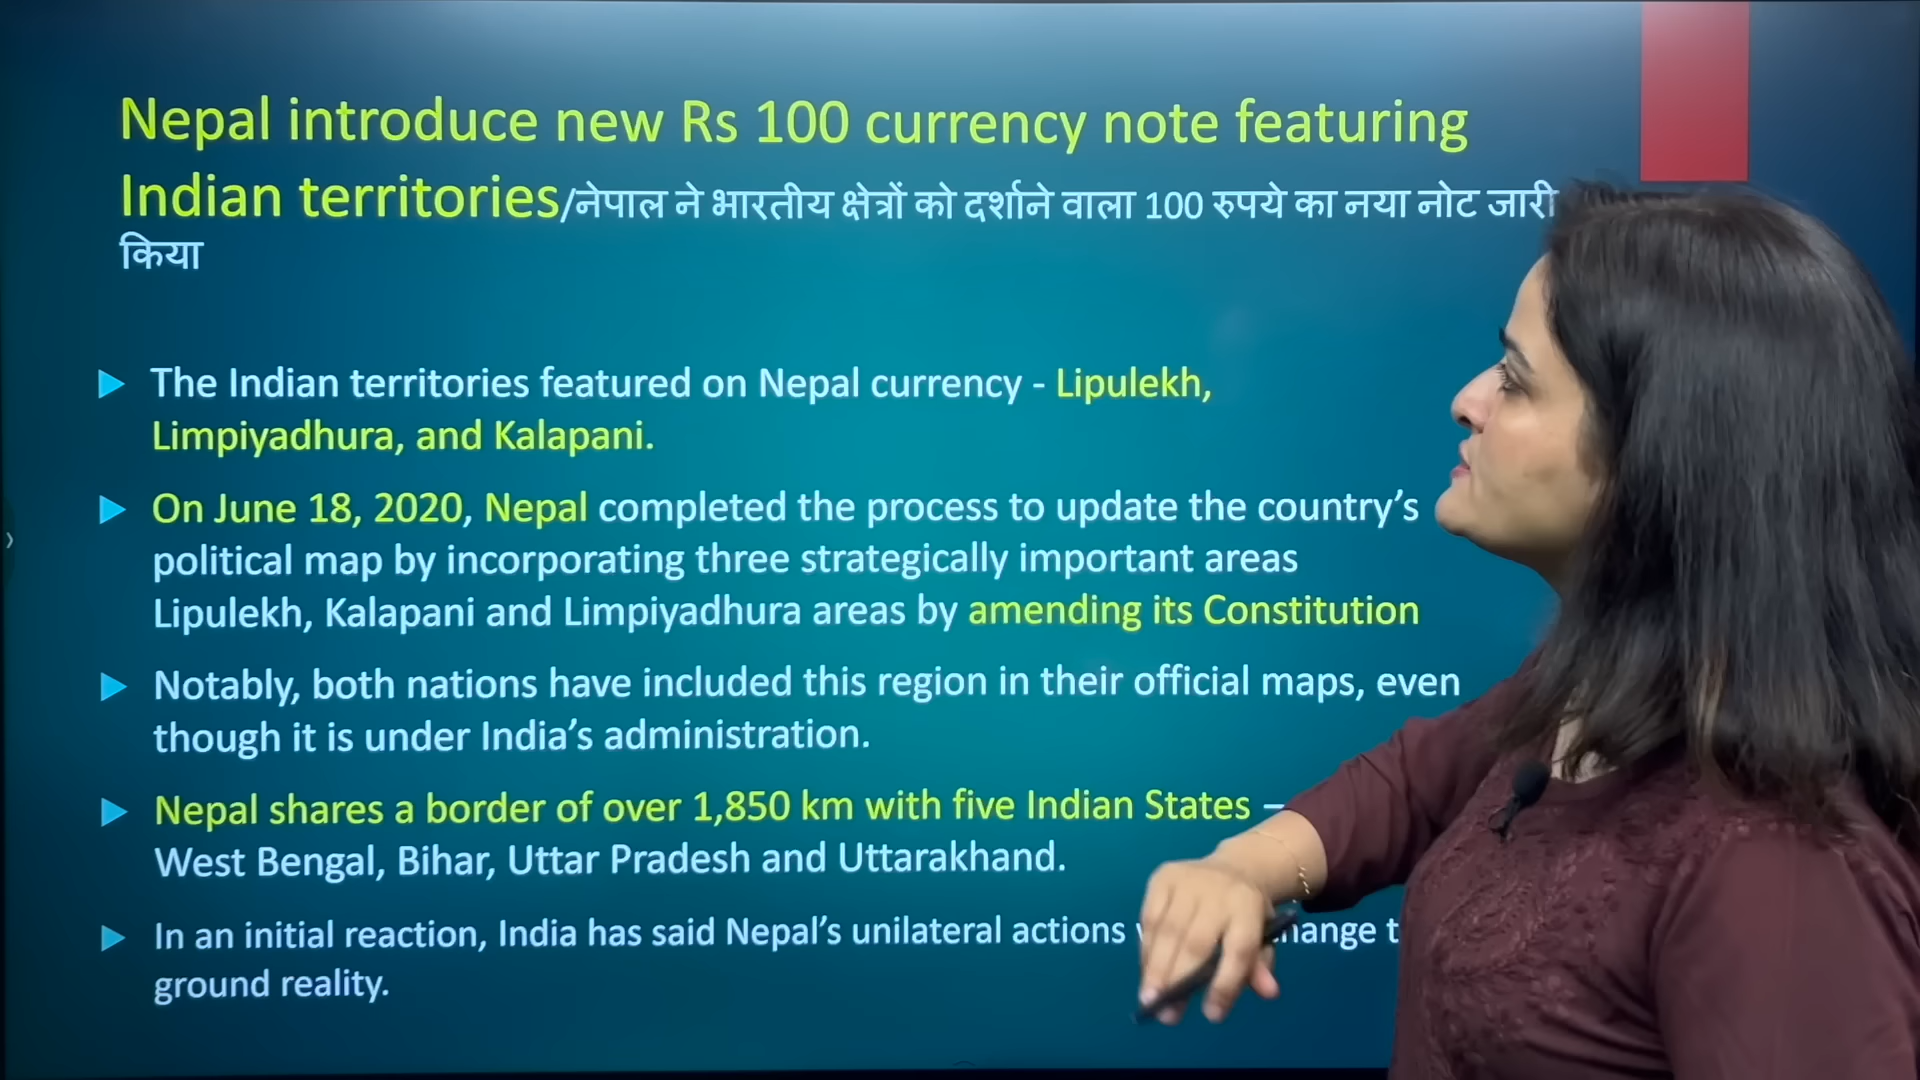 Nepal introduce new Rs 100 currency note featuring
Indian territories/नेपाल ने भारतीय क्षेत्रों को दर्शाने वाला 100 रुपये का नया नोट जारी
किया
The Indian territories featured on Nepal currency - Lipulekh,
Limpiyadhura, and Kalapani.
On June 18, 2020, Nepal completed the process to update the country’s
political map by incorporating three strategically important areas
Lipulekh, Kalapani and Limpiyadhura areas by amending its Constitution
Notably, both nations have included this region in their official maps, even
though it is under India’s administration.
Nepal shares a border of over 1,850 km with five Indian States –
West Bengal, Bihar, Uttar Pradesh and Uttarakhand.
In an initial reaction, India has said Nepal’s unilateral actions
ground reality.